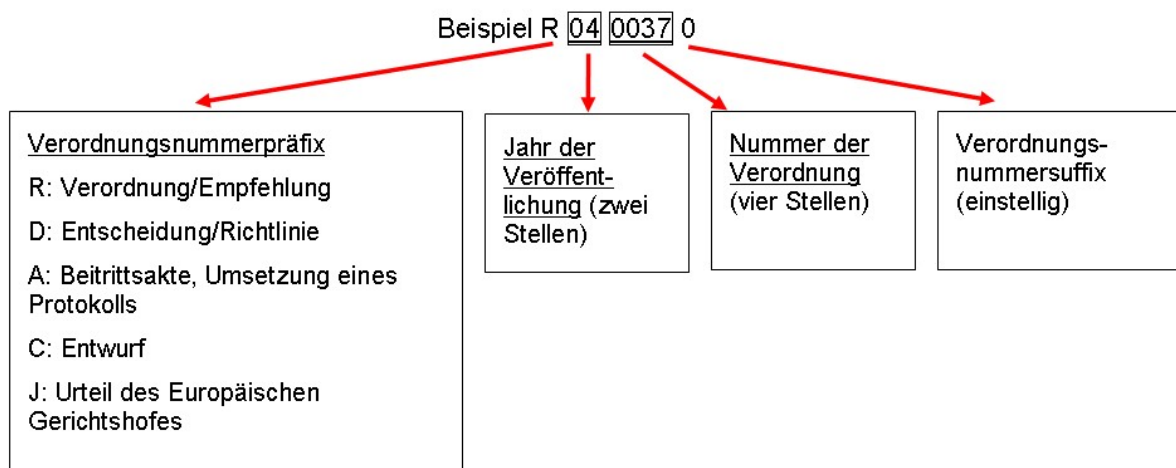 Beispiel R 04 0037 0
Verordnungsnummerpräfix
R: Verordnung/Empfehlung
D: Entscheidung/Richtlinie
A: Beitrittsakte, Umsetzung eines
Protokolls
C: Entwurf
J: Urteil des Europäischen
Gerichtshofes
Jahr der
Veröffent-
lichung (zwei
Stellen)
Nummer der
Verordnung
(vier Stellen)
Verordnungs-
nummersuffix
(einstellig)